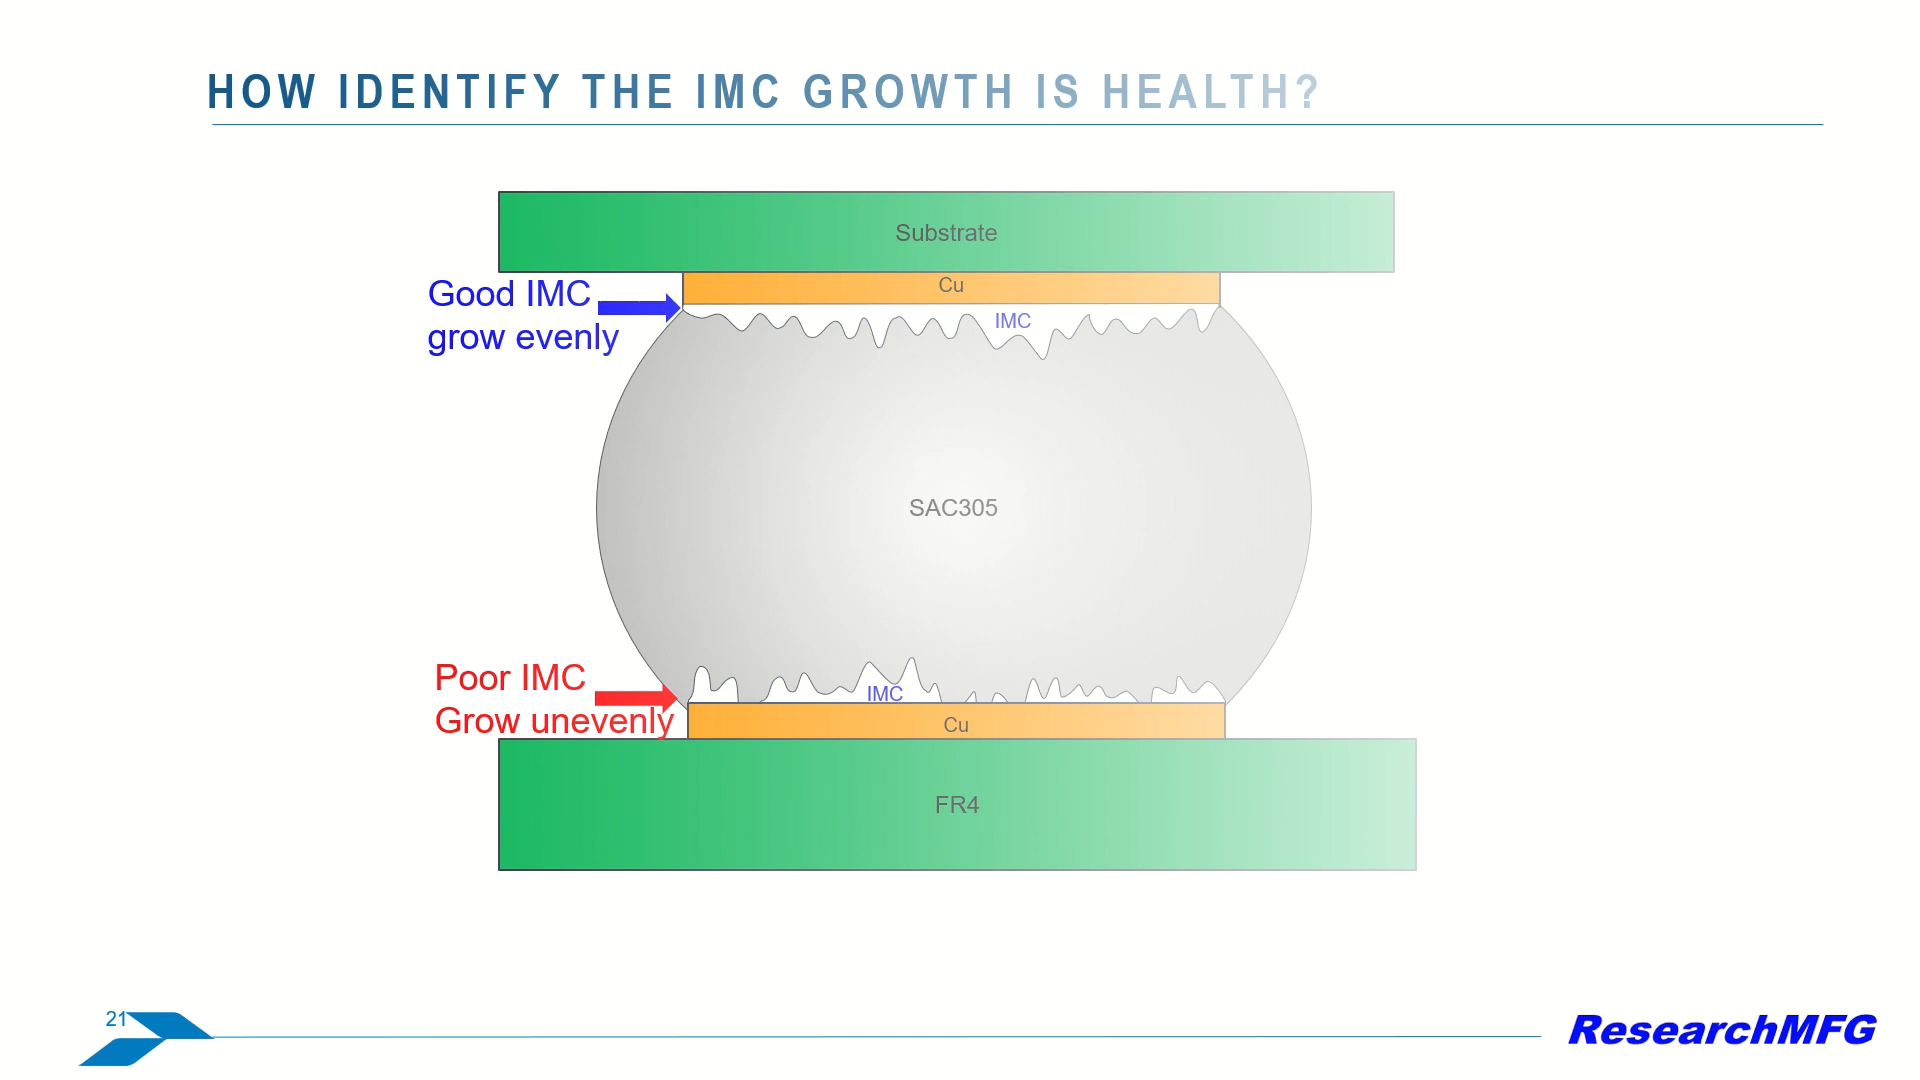 HOW IDENTIFY THE IMC GROWTH IS HEALTH?
Substrate
Cu
Good IMC
grow evenly
IMC
SAC305
Poor IMC
Grow unevenly
IMC
Cu
FR4
21
ResearchMFG